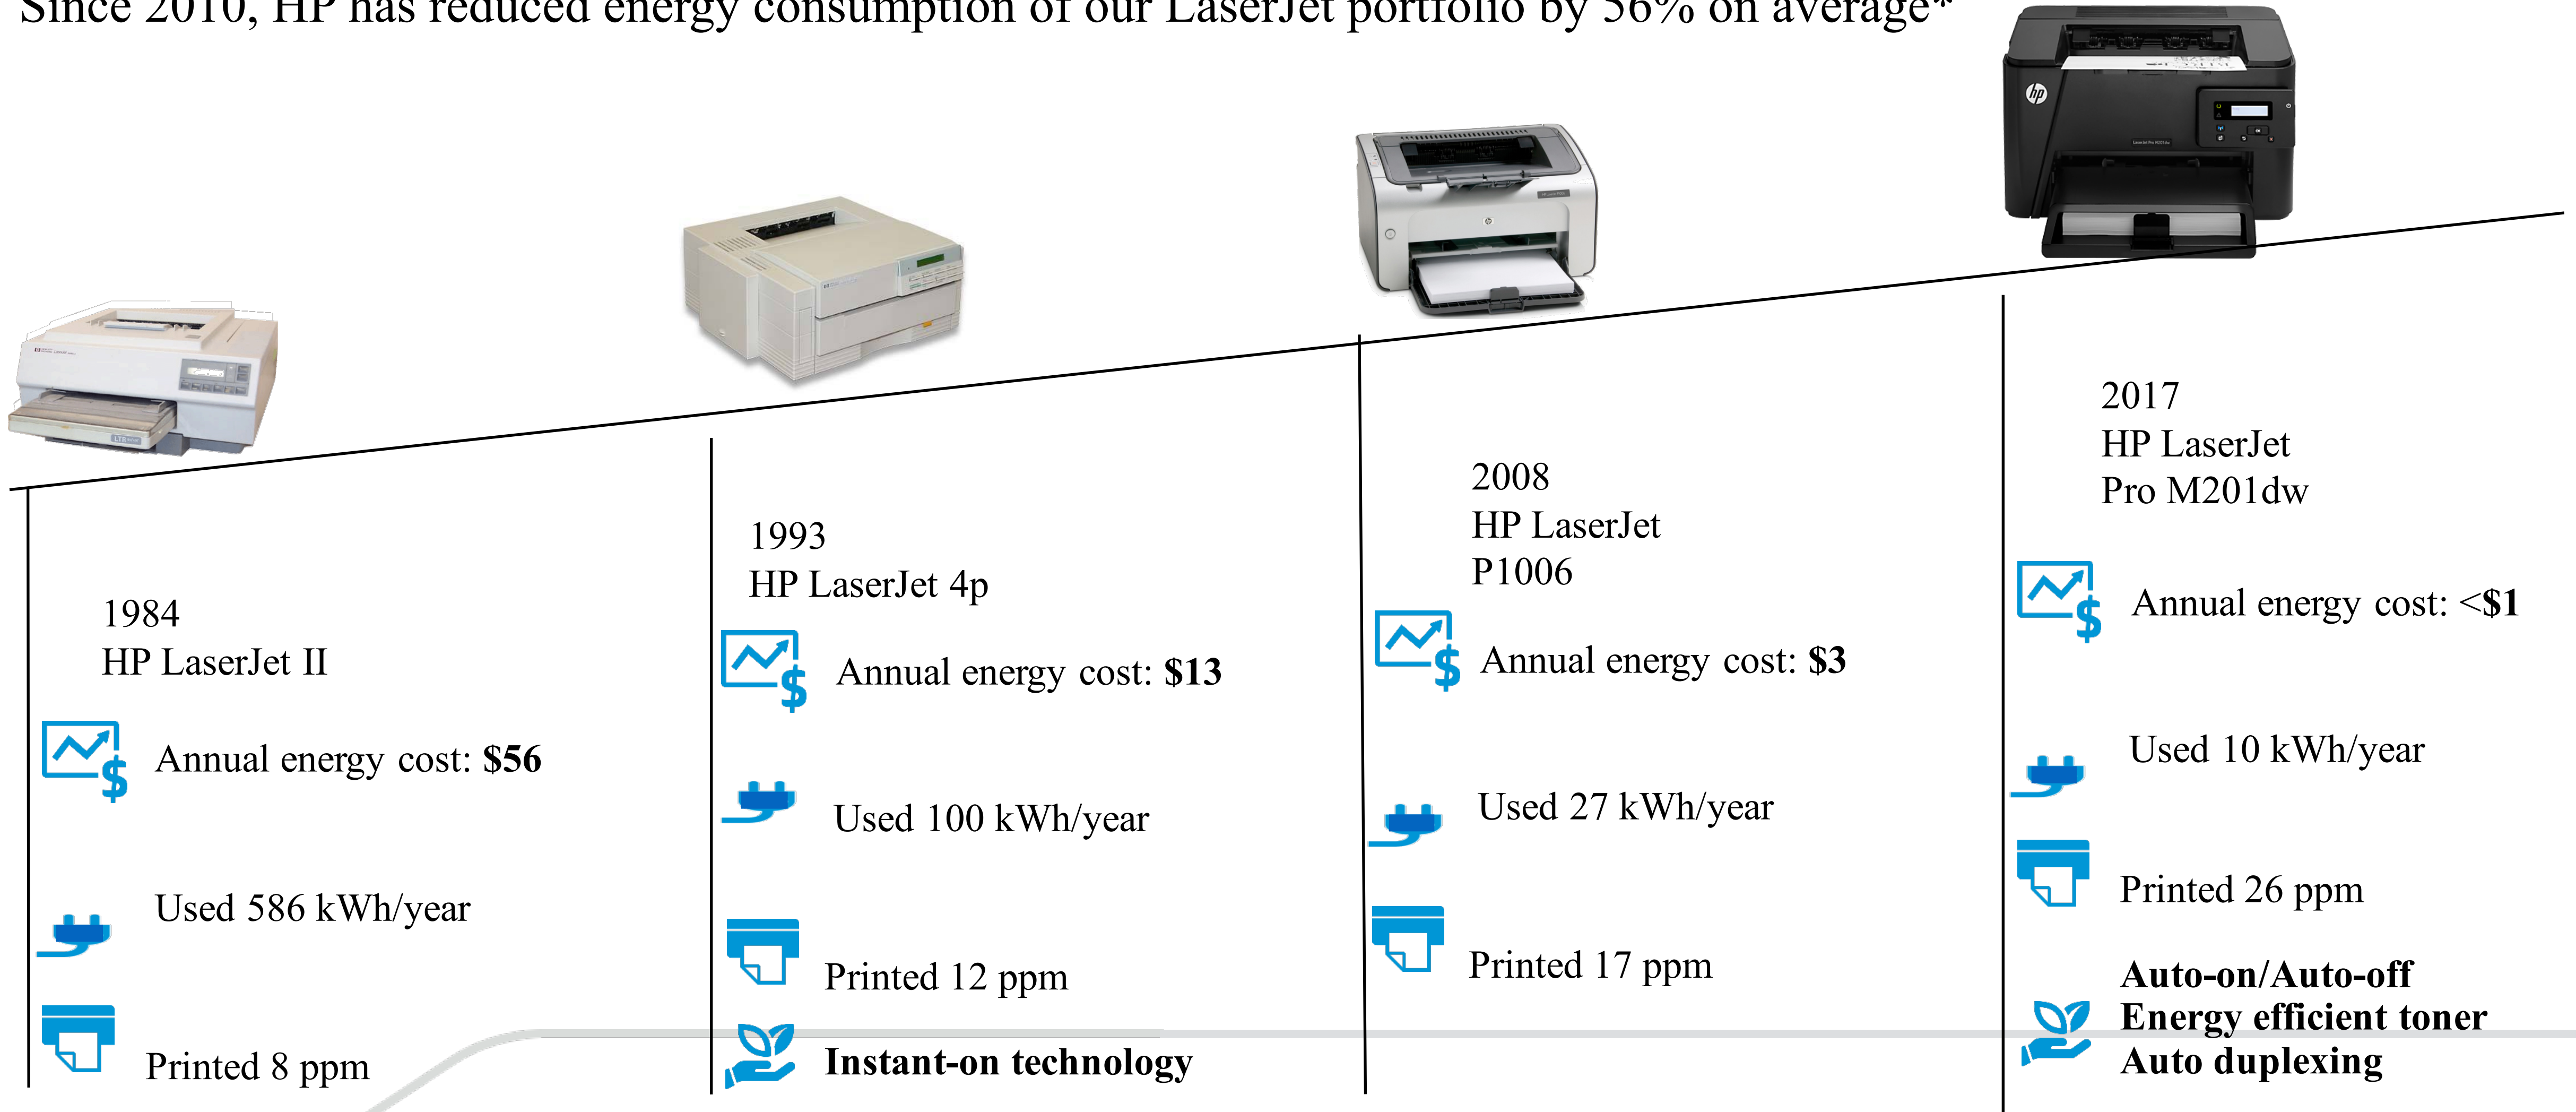 Since 2010, HP has reduced energy consumption of our LaserJet portfolio by 56% on average*
1984
HP LaserJet II
Annual energy cost: $56
Used 586 kWh/year
Printed 8 ppm
1993
HP LaserJet 4p
Annual energy cost: $13
Used 100 kWh/year
Printed 12 ppm
Instant-on technology
2008
HP LaserJet
P1006
Annual energy cost: $3
Used 27 kWh/year
Printed 17 ppm
hp
2017
HP LaserJet
Pro M201dw
Annual energy cost: <$1
Used 10 kWh/year
Printed 26 ppm
Auto-on/Auto-off
Energy efficient toner
Auto duplexing